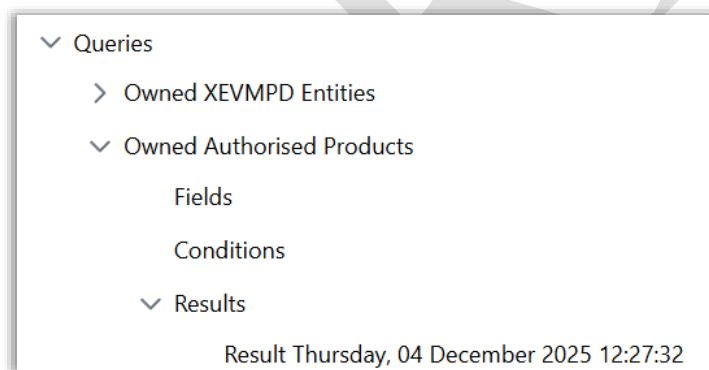 Queries
Owned XEVMPD Entities
Owned Authorised Products
Fields
Conditions
Results
Result Thursday, 04 December 2025 12:27:32